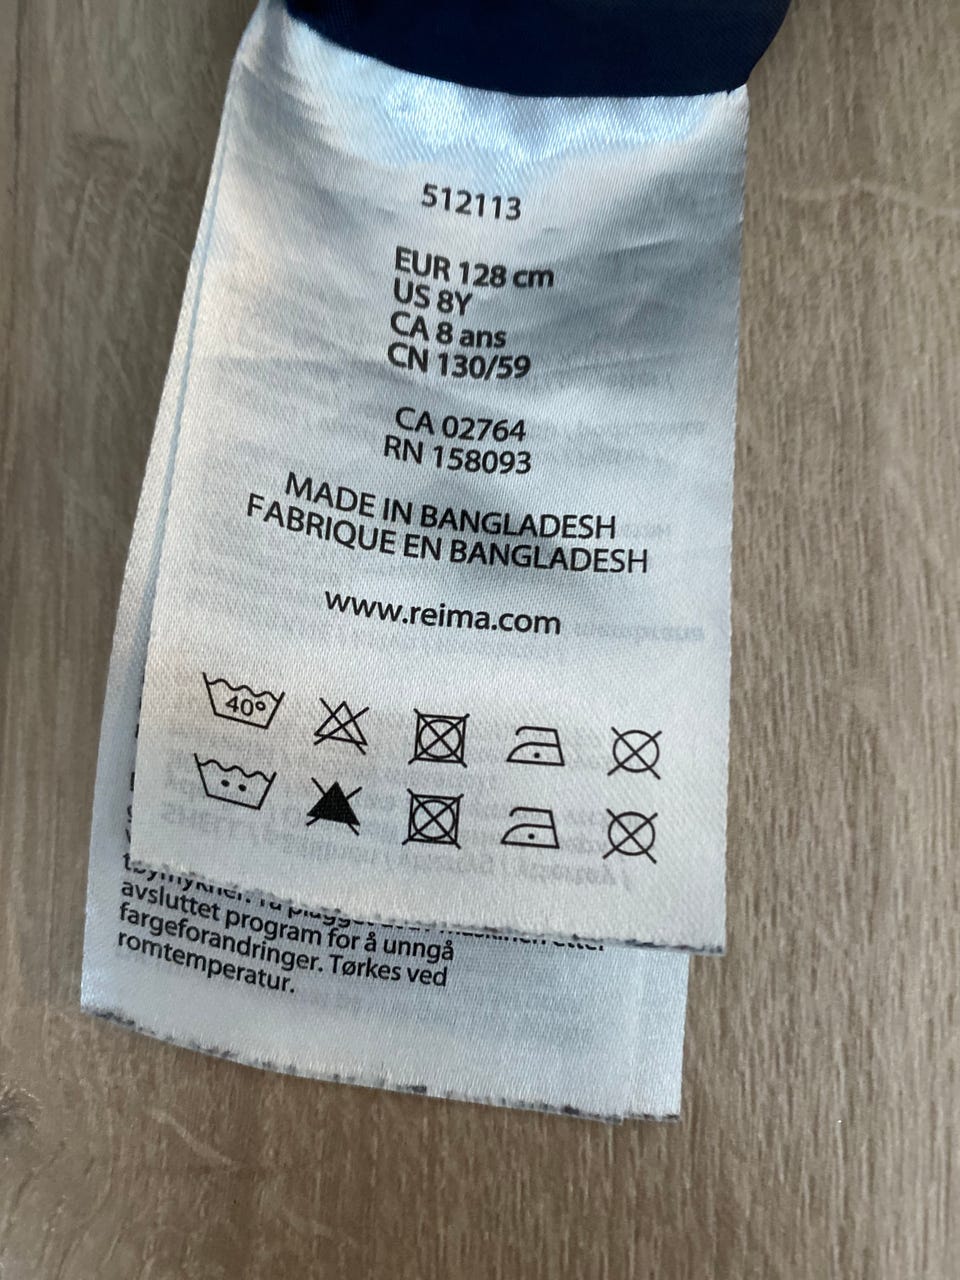 512113
EUR 128 cm
US 8Y
CA 8 ans
CN 130/59
CA 02764
RN 158093
MADE IN BANGLADESH
FABRIQUE EN BANGLADESH
www.reima.com
40°
avsluttet program for å unngå
fargeforandringer. Tørkes ved
romtemperatur.